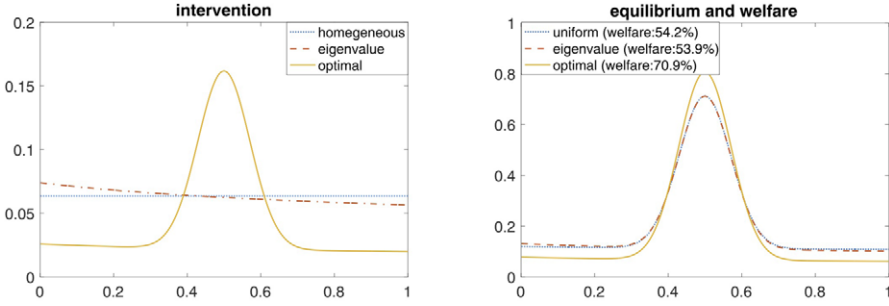 intervention
0.2
0.15
0.1
0.05
0
0
0.2
0.4
0.6
0.8
1
homegeneous
eigenvalue
optimal
equilibrium and welfare
1
0.8
0.6
0.4
0.2
0
0
0.2
0.4
0.6
0.8
1
uniform (welfare:54.2%)
eigenvalue (welfare:53.9%)
optimal (welfare:70.9%)